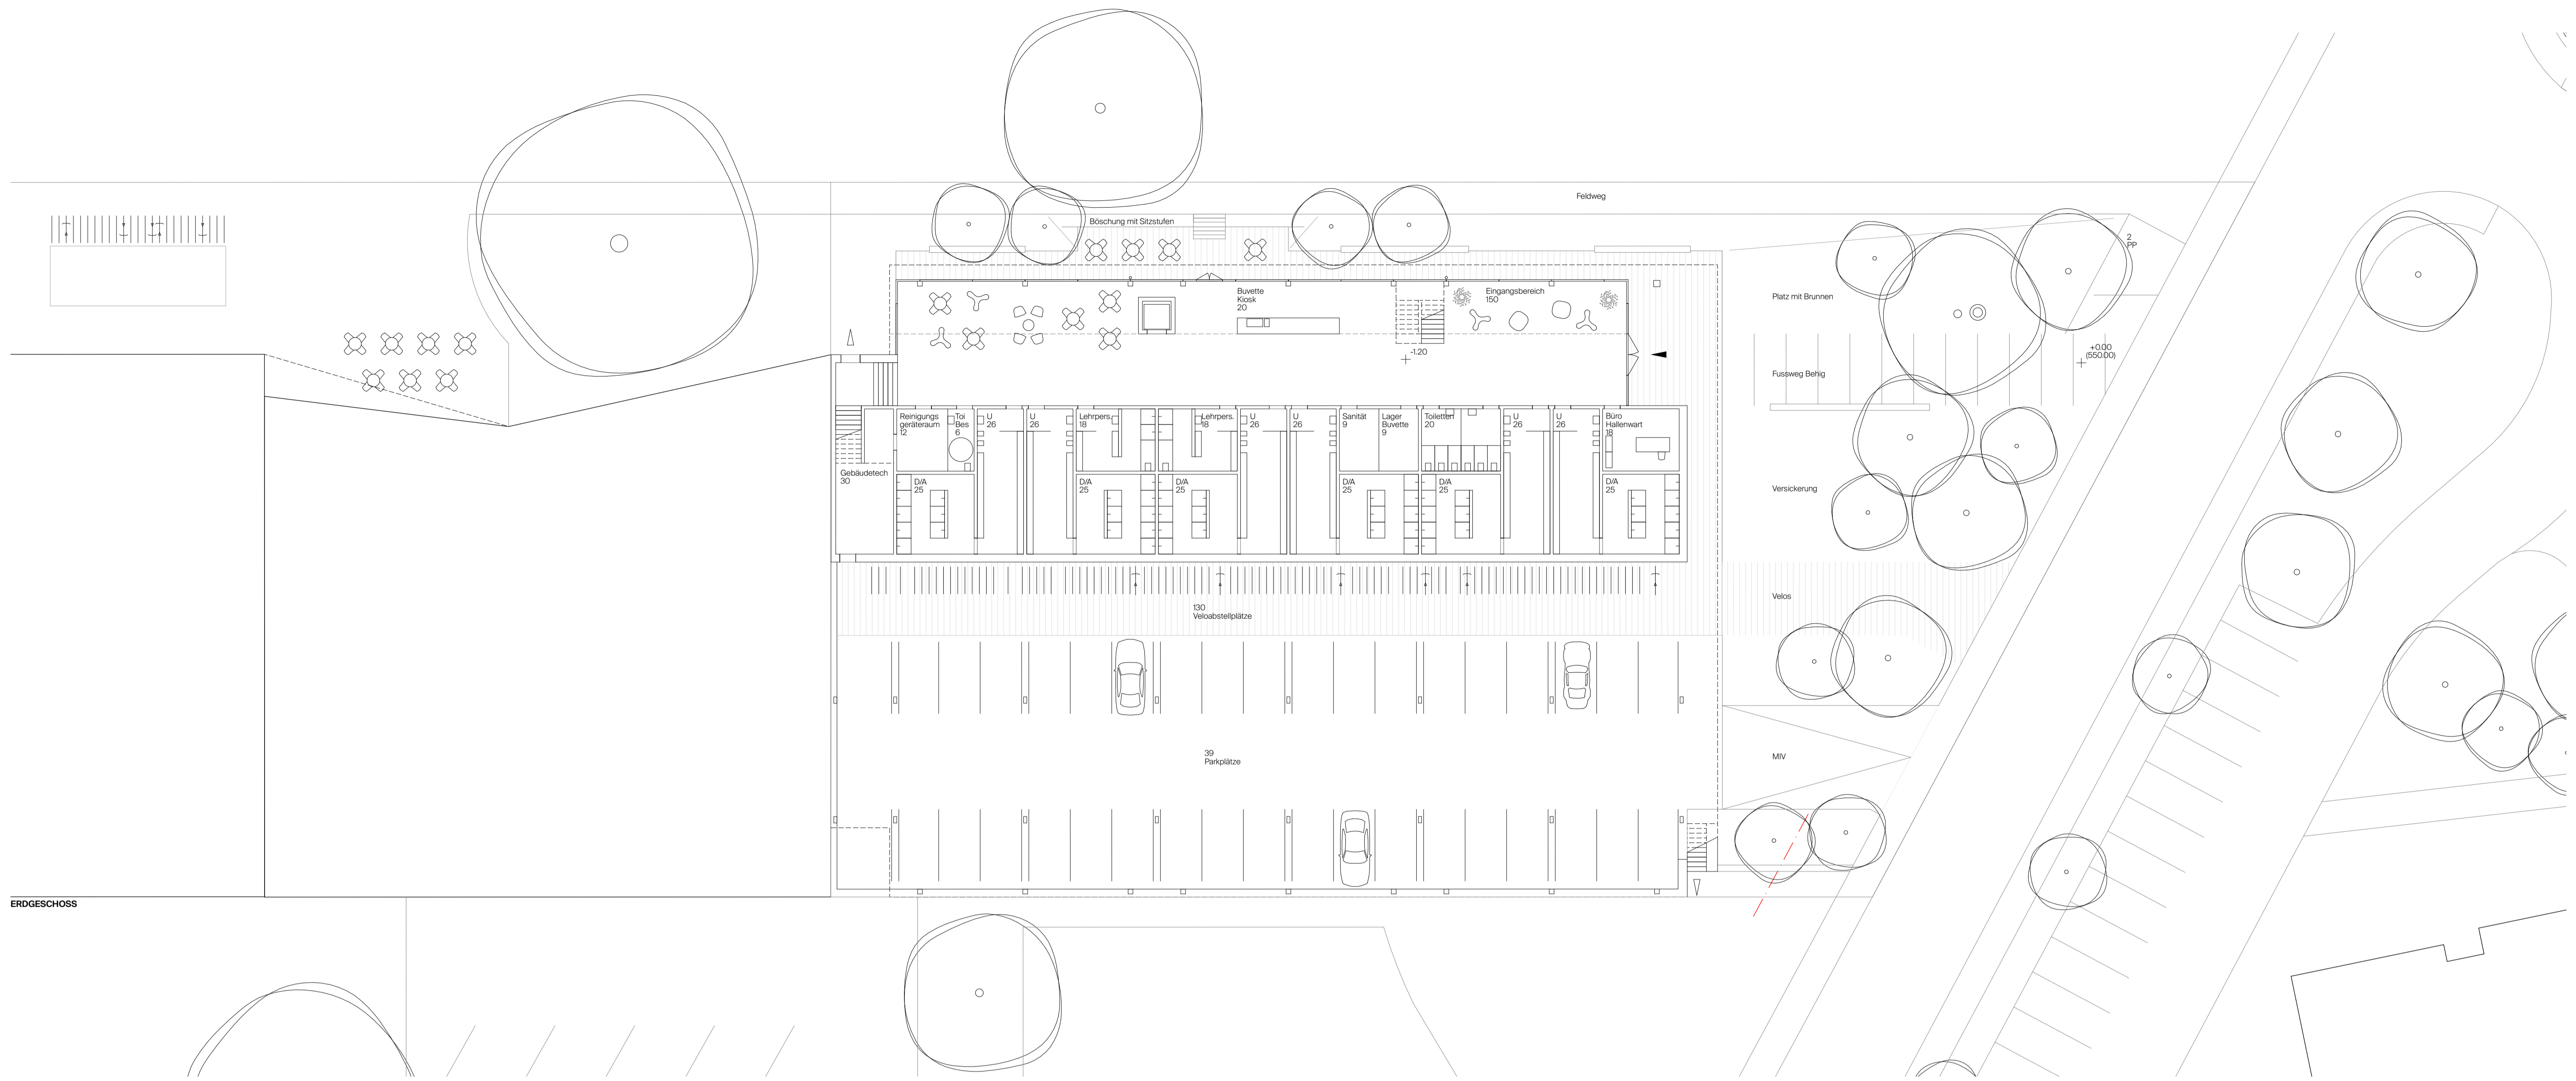 Feldweg
Böschung mit Sitzstufen
2
PP
Buvette
Kiosk
20
Eingangsbereich
150
Platz mit Brunnen
-1.20
+0.00
(550.00)
Fussweg Behig
Reinigungs
geräteraum
12
Toi
Bes
6
U
26
U
26
Lehrpers.
18
Lehrpers.
18
U
26
U
26
Sanität
9
Lager
Buvette
9
Toiletten
20
U
26
U
26
Büro
Hallenwart
18
Gebäudetech
30
D/A
25
D/A
25
D/A
25
D/A
25
D/A
25
D/A
25
Versickerung
Velos
130
Veloabstellplätze
39
Parkplätze
MIV
ERDGESCHOSS